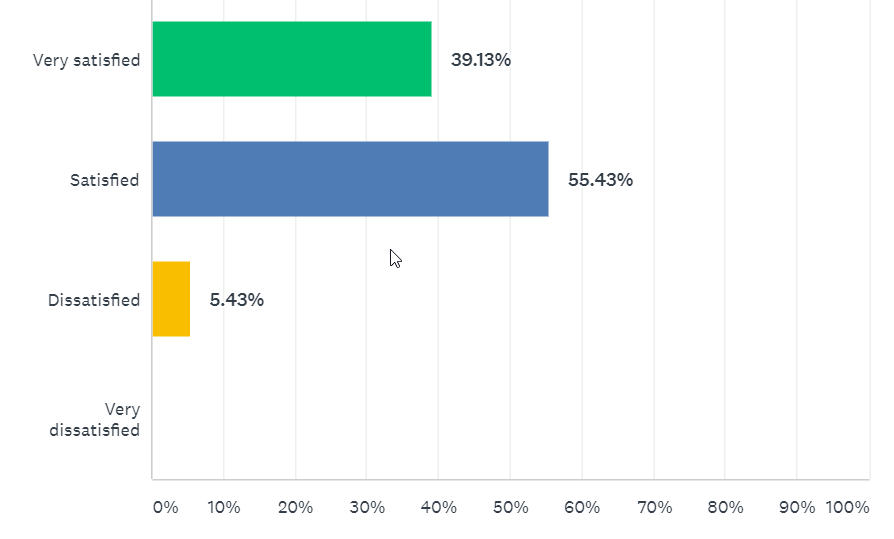 Very satisfied 39.13%
Satisfied 55.43%
Dissatisfied 5.43%
Very
dissatisfied
0% 10% 20% 30% 40% 50% 60% 70% 80% 90% 100%